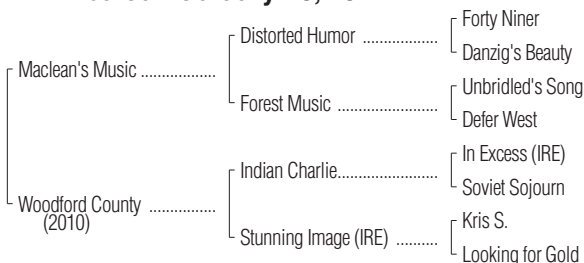 Forty Niner
Distorted Humor ..................
Danzig's Beauty
Maclean's Music .................
Unbridled's Song
Forest Music ........................
Defer West
In Excess (IRE)
Indian Charlie........................
Soviet Sojourn
Woodford County ...............
(2010)
Kris S.
Stunning Image (IRE) ..........
Looking for Gold